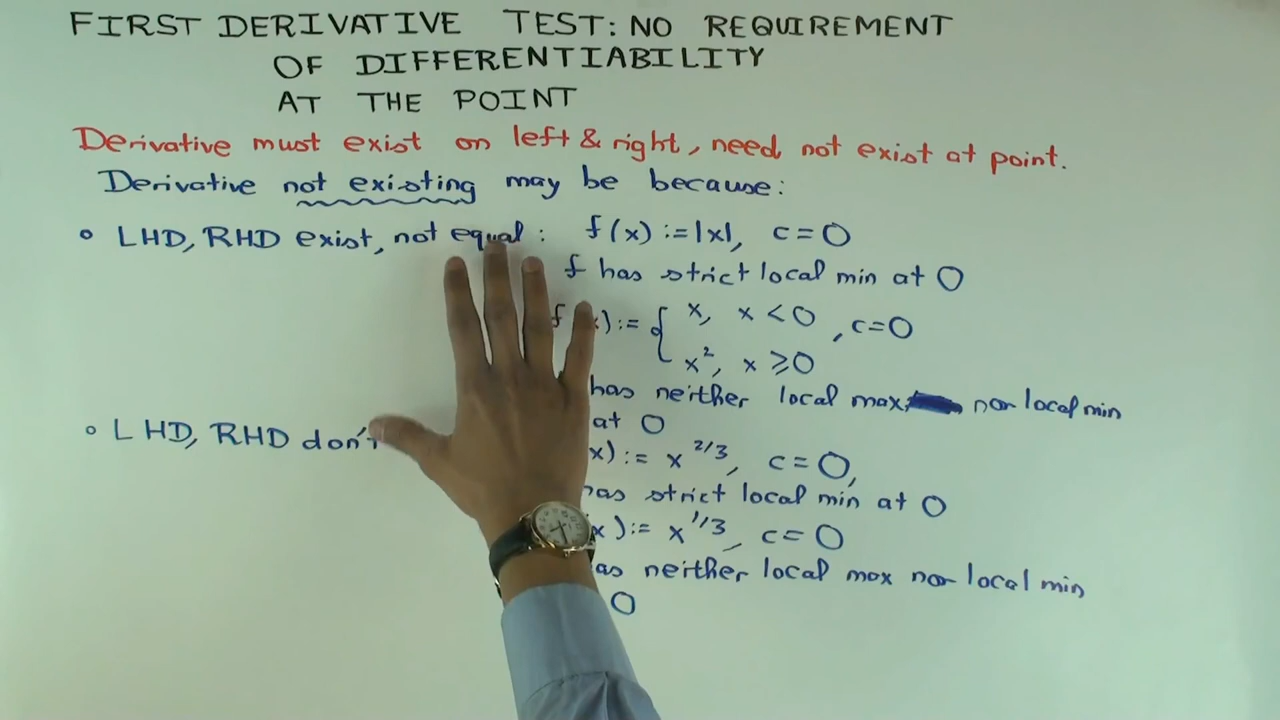 FIRST DERIVATIVE TEST: NO REQUIREMENT
OF DIFFERENTIABILITY
AT THE POINT
Derivative must exist on left & right, need not exist at point.
Derivative not existing may be because:
∘ LHD, RHD exist, not equal: f(x) := |x|, c=0
f has strict local min at 0
f x) := { x, x < 0
x², x ⩾ 0 , c=0
has neither local max nor local min
at 0
∘ LHD, RHD don't
x) := x^2/3, c=0,
has strict local min at 0
x) := x^1/3, c=0
as neither local max nor local min
0